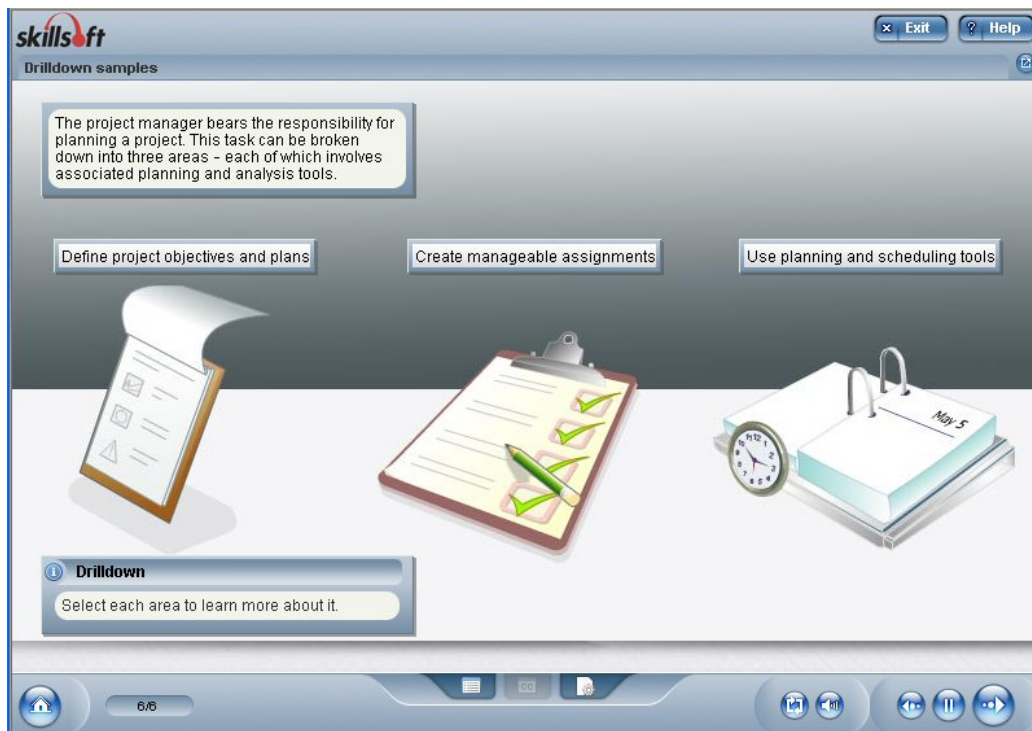 skillsoft
Exit
Help
Drilldown samples
The project manager bears the responsibility for
planning a project. This task can be broken
down into three areas - each of which involves
associated planning and analysis tools.
Define project objectives and plans
Create manageable assignments
Use planning and scheduling tools
May 5
Drilldown
Select each area to learn more about it.
6/6